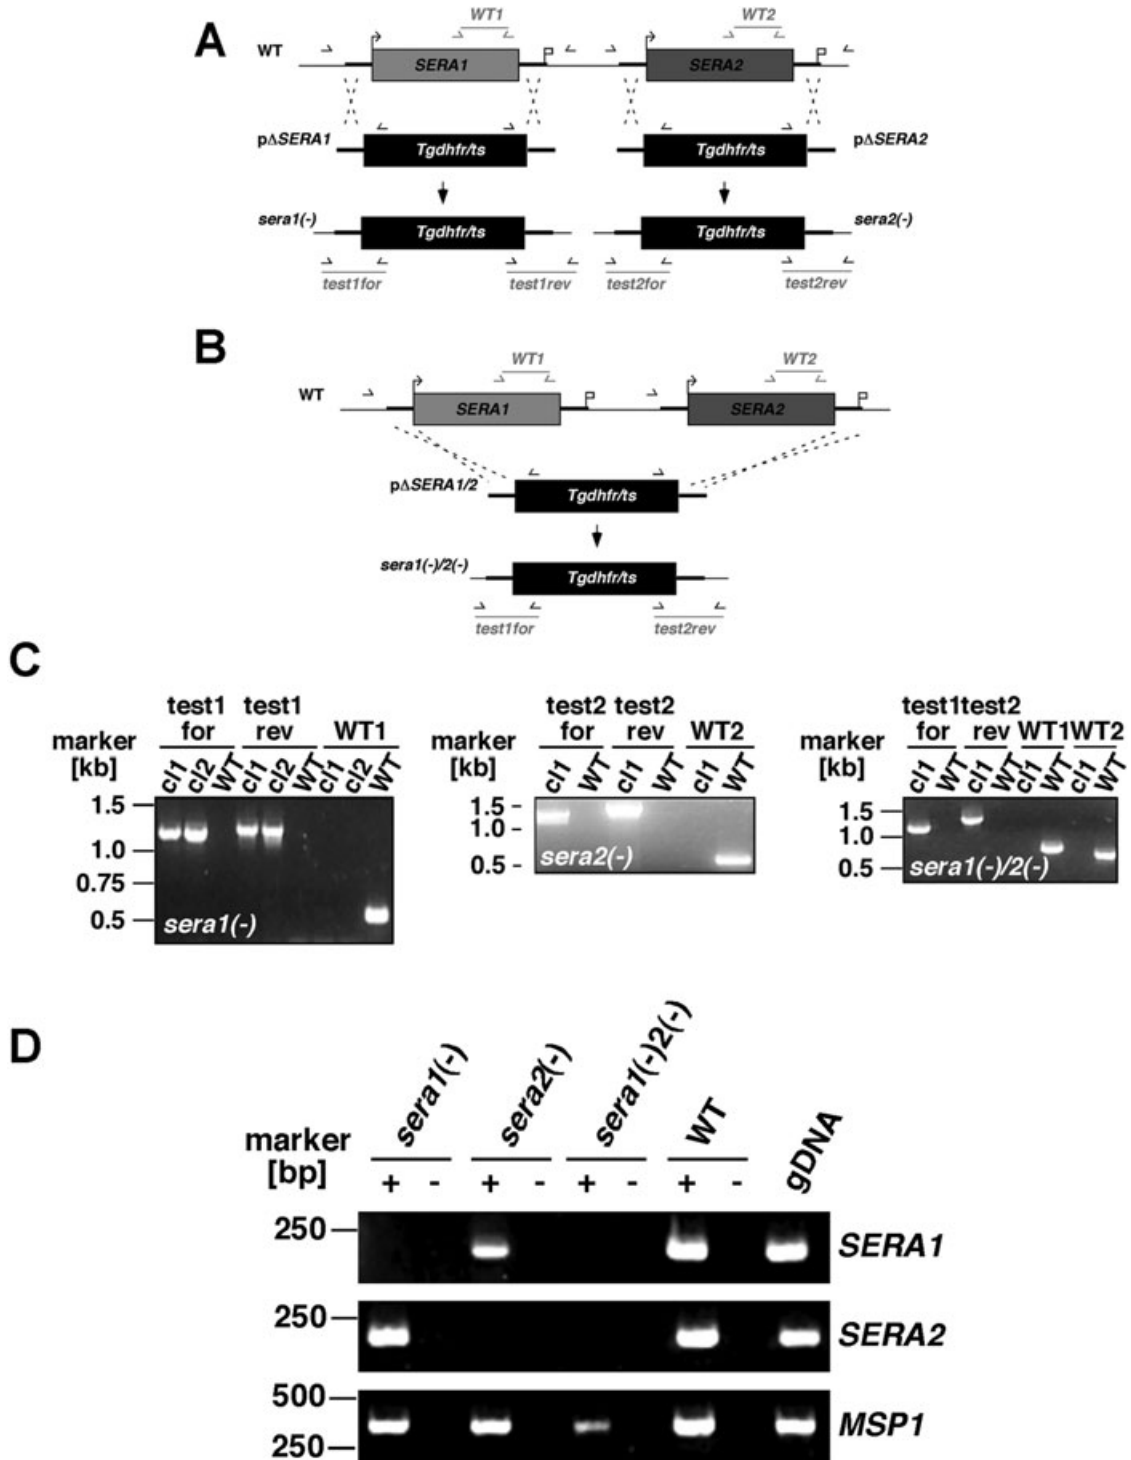 A
WT1
WT2
WT
SERA1
SERA2
pΔSERA1
Tgdhfr/ts
Tgdhfr/ts
pΔSERA2
sera1(-)
Tgdhfr/ts
Tgdhfr/ts
sera2(-)
test1for
test1rev
test2for
test2rev
B
WT1
WT2
WT
SERA1
SERA2
pΔSERA1/2
Tgdhfr/ts
sera1(-)/2(-)
Tgdhfr/ts
test1for
test2rev
C
marker
[kb]
test1
for
test1
rev
WT1
cl1 cl2 WT cl1 cl2 WT cl1 cl2 WT
1.5
1.0
0.75
0.5
sera1(-)
marker
[kb]
test2
for
test2
rev
WT2
cl1 WT cl1 WT cl1 WT
1.5 -
1.0 -
0.5 -
sera2(-)
marker
[kb]
test1
for
test2
rev
WT1
WT2
cl1 WT cl1 WT cl1 WT cl1 WT
1.5
1.0
0.5
sera1(-)/2(-)
D
marker
[bp]
sera1(-)
sera2(-)
sera1(-)2(-)
WT
gDNA
+ - + - + - + -
250
SERA1
250
SERA2
500
250
MSP1